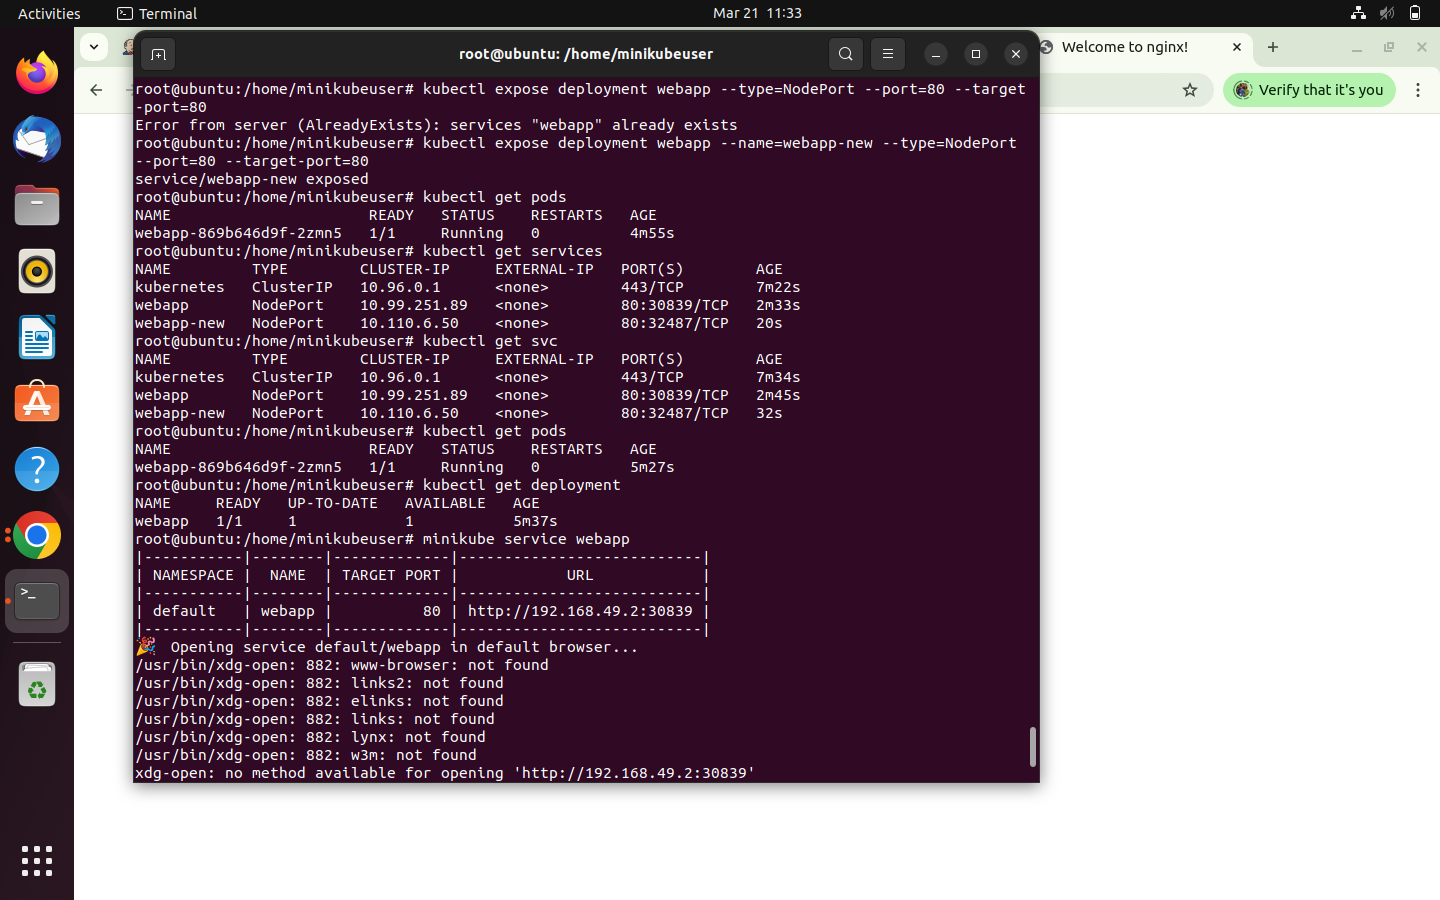 Activities
Terminal
Mar 21 11:33
root@ubuntu: /home/minikubeuser
Welcome to nginx!
Verify that it's you
root@ubuntu:/home/minikubeuser# kubectl expose deployment webapp --type=NodePort --port=80 --target
-port=80
Error from server (AlreadyExists): services "webapp" already exists
root@ubuntu:/home/minikubeuser# kubectl expose deployment webapp --name=webapp-new --type=NodePort
--port=80 --target-port=80
service/webapp-new exposed
root@ubuntu:/home/minikubeuser# kubectl get pods
NAME                      READY   STATUS    RESTARTS   AGE
webapp-869b646d9f-2zmn5   1/1     Running   0          4m55s
root@ubuntu:/home/minikubeuser# kubectl get services
NAME         TYPE        CLUSTER-IP     EXTERNAL-IP   PORT(S)        AGE
kubernetes   ClusterIP   10.96.0.1      <none>        443/TCP        7m22s
webapp       NodePort    10.99.251.89   <none>        80:30839/TCP   2m33s
webapp-new   NodePort    10.110.6.50    <none>        80:32487/TCP   20s
root@ubuntu:/home/minikubeuser# kubectl get svc
NAME         TYPE        CLUSTER-IP     EXTERNAL-IP   PORT(S)        AGE
kubernetes   ClusterIP   10.96.0.1      <none>        443/TCP        7m34s
webapp       NodePort    10.99.251.89   <none>        80:30839/TCP   2m45s
webapp-new   NodePort    10.110.6.50    <none>        80:32487/TCP   32s
root@ubuntu:/home/minikubeuser# kubectl get pods
NAME                      READY   STATUS    RESTARTS   AGE
webapp-869b646d9f-2zmn5   1/1     Running   0          5m27s
root@ubuntu:/home/minikubeuser# kubectl get deployment
NAME     READY   UP-TO-DATE   AVAILABLE   AGE
webapp   1/1     1            1           5m37s
root@ubuntu:/home/minikubeuser# minikube service webapp
|-----------|--------|-------------|---------------------------|
| NAMESPACE |  NAME  | TARGET PORT |            URL            |
|-----------|--------|-------------|---------------------------|
| default   | webapp |          80 | http://192.168.49.2:30839 |
|-----------|--------|-------------|---------------------------|
🎉  Opening service default/webapp in default browser...
/usr/bin/xdg-open: 882: www-browser: not found
/usr/bin/xdg-open: 882: links2: not found
/usr/bin/xdg-open: 882: elinks: not found
/usr/bin/xdg-open: 882: links: not found
/usr/bin/xdg-open: 882: lynx: not found
/usr/bin/xdg-open: 882: w3m: not found
xdg-open: no method available for opening 'http://192.168.49.2:30839'